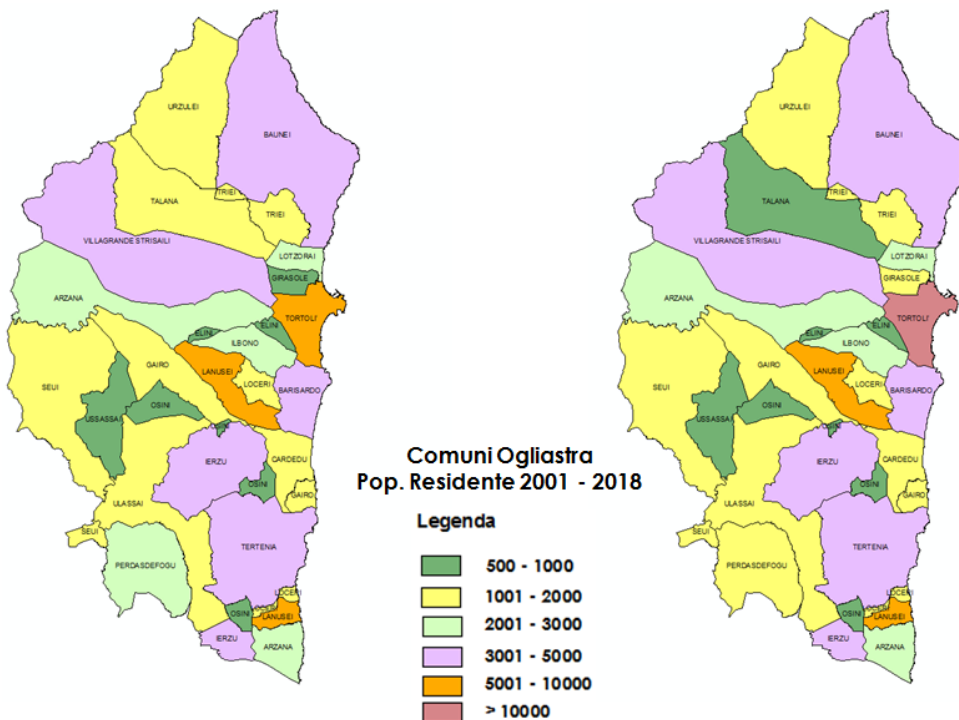 URZULEI
BAUNEI
TRIEI
TALANA
TRIEI
VILLAGRANDE STRISAILI
LOTZORAI
GIRASOLE
ARZANA
TORTOLI'
ELINI
ELINI
ILBONO
GAIRO
LANUSEI
SEUI
LOCERI
BARISARDO
OSINI
USSASSAI
IERZU
CARDEDU
OSINI
GAIRO
ULASSAI
SEUI
TERTENIA
PERDASDEFOGU
LOCERI
OSINI
LANUSEI
IERZU
ARZANA
Comuni Ogliastra
Pop. Residente 2001 - 2018
Legenda
500 - 1000
1001 - 2000
2001 - 3000
3001 - 5000
5001 - 10000
> 10000
URZULEI
BAUNEI
TRIEI
TALANA
TRIEI
VILLAGRANDE STRISAILI
LOTZORAI
GIRASOLE
ARZANA
TORTOLI'
ELINI
ELINI
ILBONO
GAIRO
LANUSEI
SEUI
LOCERI
BARISARDO
OSINI
USSASSAI
IERZU
CARDEDU
OSINI
GAIRO
ULASSAI
TERTENIA
PERDASDEFOGU
LOCERI
OSINI
LANUSEI
IERZU
ARZANA